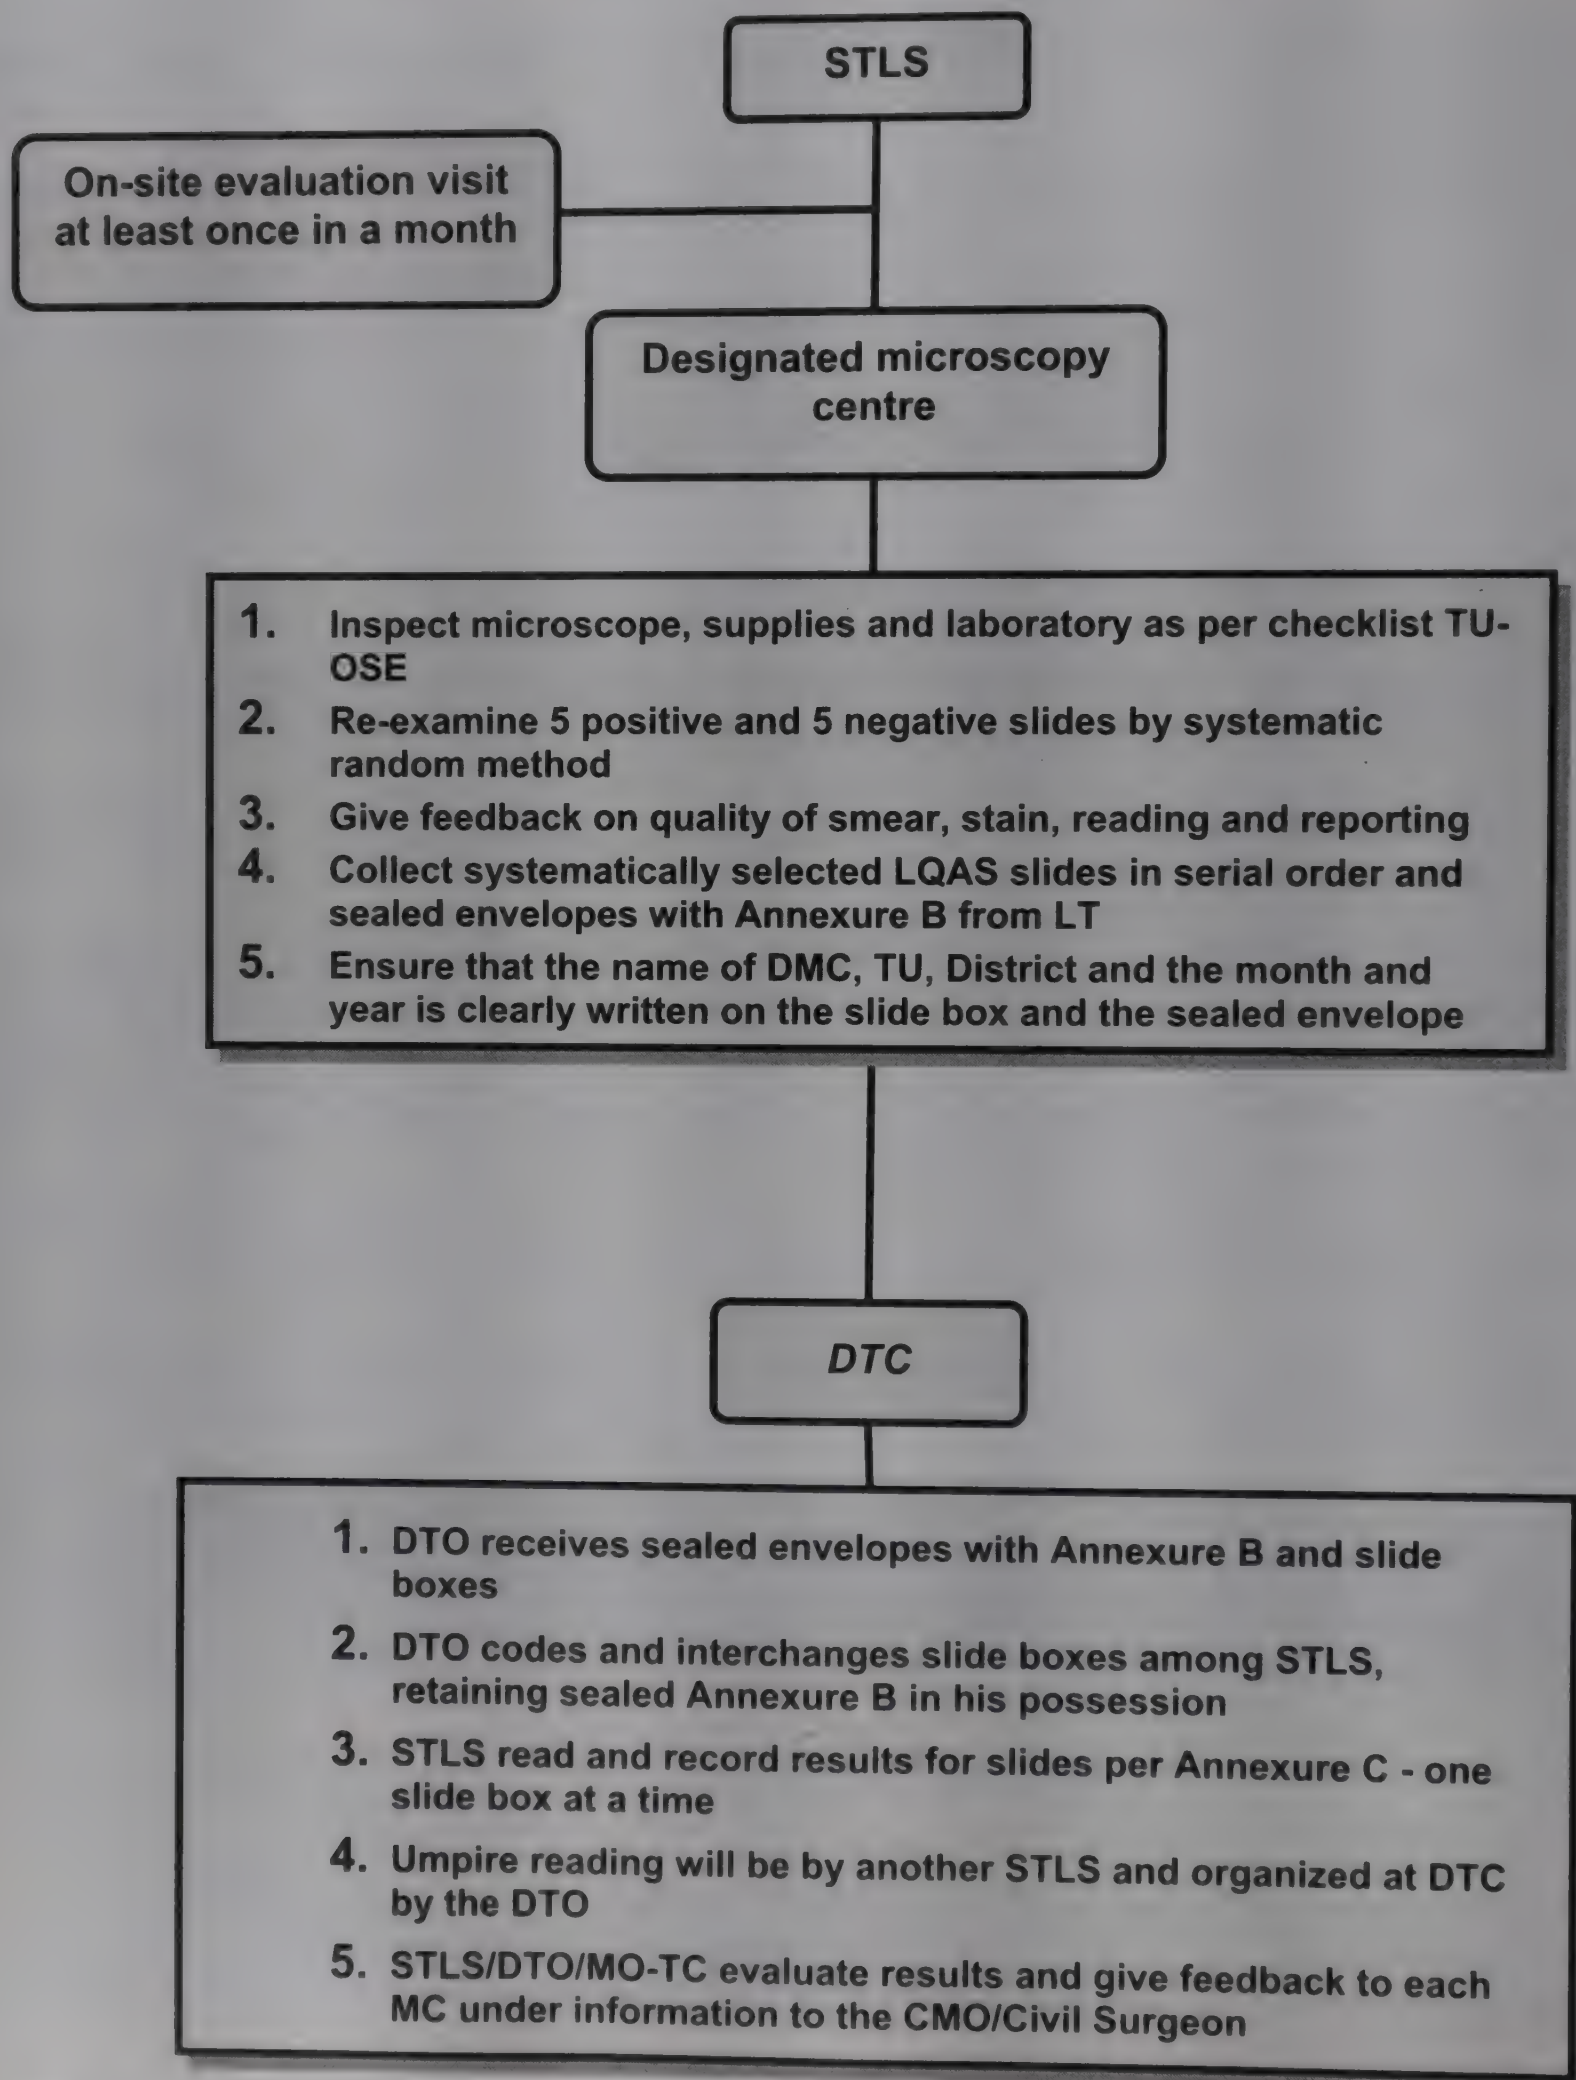 STLS
On-site evaluation visit
at least once in a month
Designated microscopy
centre
1. Inspect microscope, supplies and laboratory as per checklist TU-
OSE
2. Re-examine 5 positive and 5 negative slides by systematic
random method
3. Give feedback on quality of smear, stain, reading and reporting
4. Collect systematically selected LQAS slides in serial order and
sealed envelopes with Annexure B from LT
5. Ensure that the name of DMC, TU, District and the month and
year is clearly written on the slide box and the sealed envelope
DTC
1. DTO receives sealed envelopes with Annexure B and slide
boxes
2. DTO codes and interchanges slide boxes among STLS,
retaining sealed Annexure B in his possession
3. STLS read and record results for slides per Annexure C - one
slide box at a time
4. Umpire reading will be by another STLS and organized at DTC
by the DTO
5. STLS/DTO/MO-TC evaluate results and give feedback to each
MC under information to the CMO/Civil Surgeon